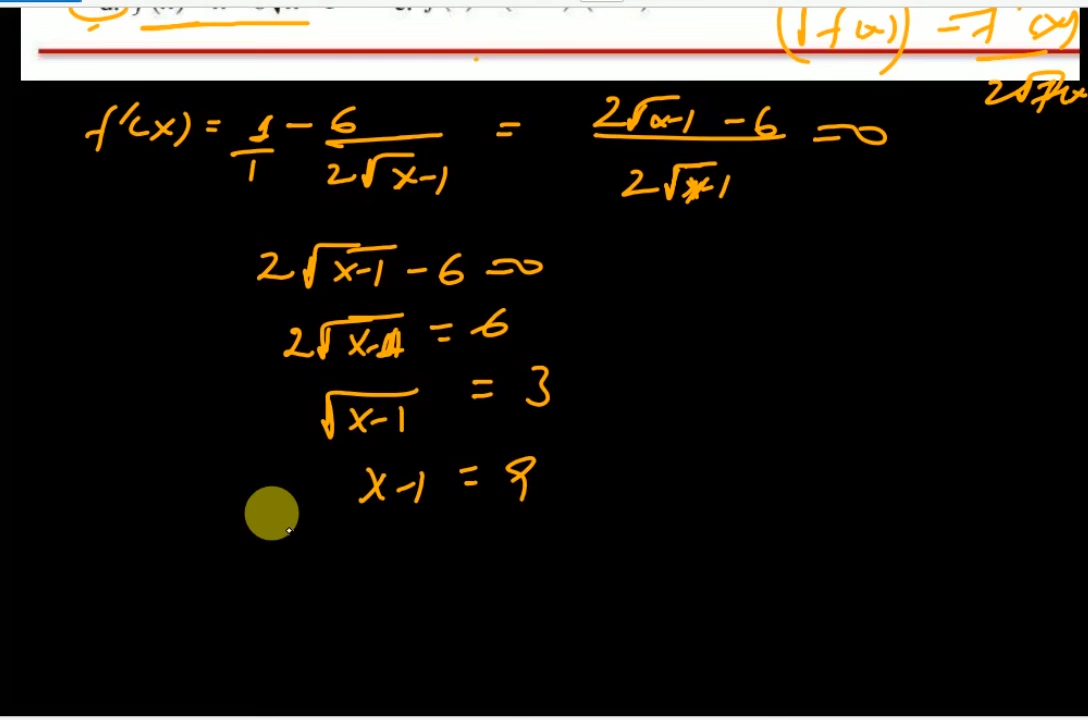 (√f(x))' = f'(x) / 2√f(x)
f'(x) = 1/1 - 6/(2√x-1) = (2√x-1 - 6)/(2√x-1) = 0
2√x-1 - 6 = 0
2√x-1 = 6
√x-1 = 3
x-1 = 9